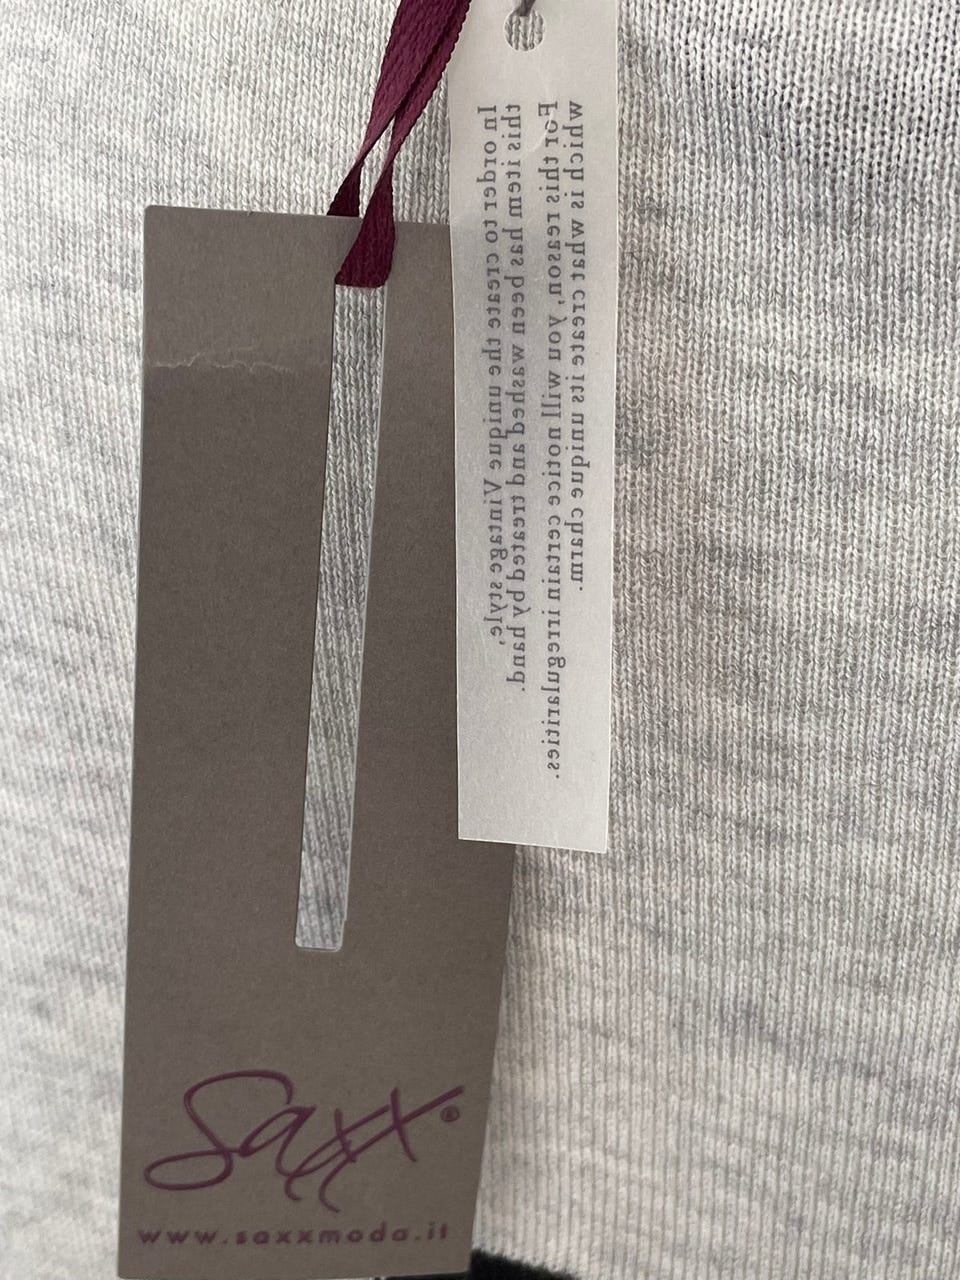 In order to create the unique Vintage style,
this item has been washed and treated by hand.
For this reason, you will notice certain irregularities.
which is what creates its unique charm.
Saxx®
www.saxxmoda.it